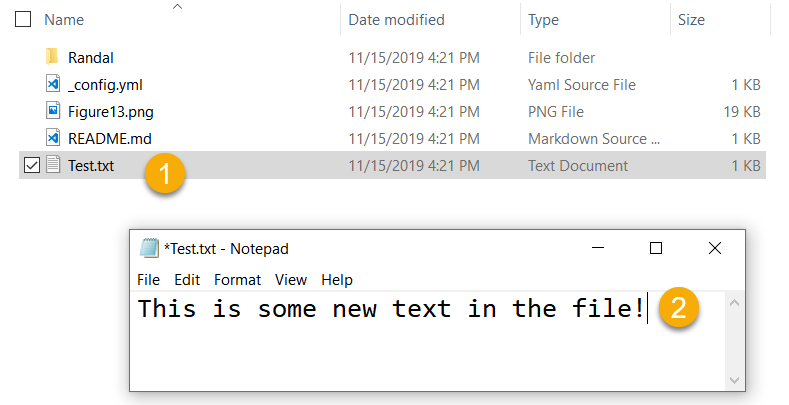 Name Date modified Type Size
Randal 11/15/2019 4:21 PM File folder
_config.yml 11/15/2019 4:21 PM Yaml Source File 1 KB
Figure13.png 11/15/2019 4:21 PM PNG File 19 KB
README.md 11/15/2019 4:21 PM Markdown Source ... 1 KB
Test.txt 1 11/15/2019 4:21 PM Text Document 1 KB
*Test.txt - Notepad
File Edit Format View Help
This is some new text in the file! 2